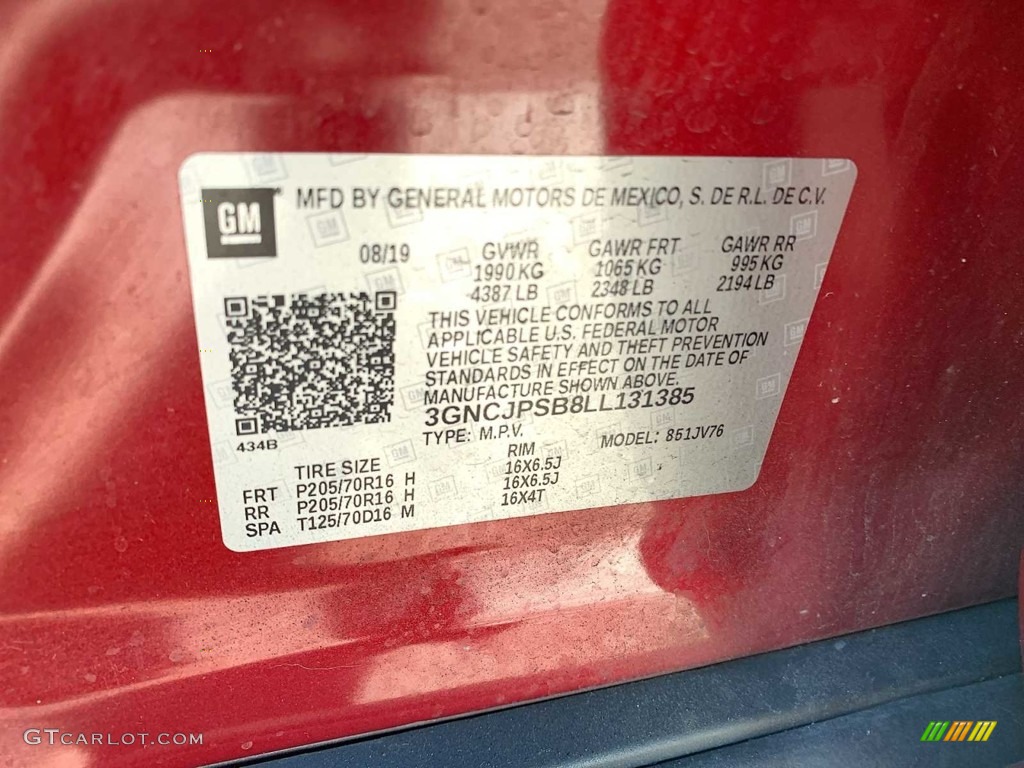 GM MFD BY GENERAL MOTORS DE MEXICO, S. DE R.L. DE C.V.
08/19 GVWR GAWR FRT GAWR RR
1990 KG 1065 KG 995 KG
4387 LB 2348 LB 2194 LB
THIS VEHICLE CONFORMS TO ALL
APPLICABLE U.S. FEDERAL MOTOR
VEHICLE SAFETY AND THEFT PREVENTION
STANDARDS IN EFFECT ON THE DATE OF
MANUFACTURE SHOWN ABOVE.
3GNCJPSB8LL131385
434B
TYPE: M.P.V. MODEL: 851JV76
TIRE SIZE RIM
FRT P205/70R16 H 16X6.5J
RR P205/70R16 H 16X6.5J
SPA T125/70D16 M 16X4T
GTCARLOT.COM